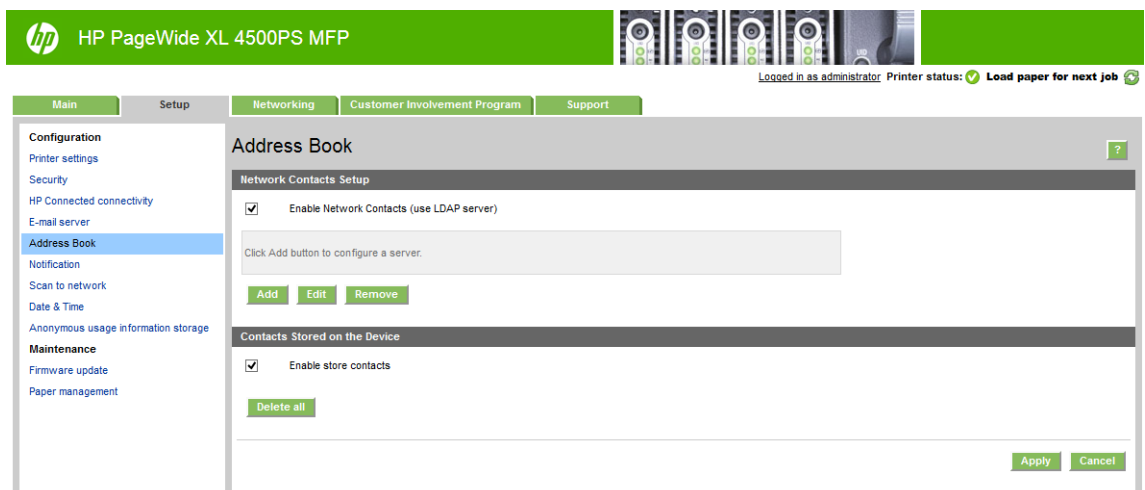 hp HP PageWide XL 4500PS MFP
UID
Logged in as administrator Printer status: Load paper for next job
Main Setup Networking Customer Involvement Program Support
Configuration
Printer settings
Security
HP Connected connectivity
E-mail server
Address Book
Notification
Scan to network
Date & Time
Anonymous usage information storage
Maintenance
Firmware update
Paper management
Address Book ?
Network Contacts Setup
Enable Network Contacts (use LDAP server)
Click Add button to configure a server.
Add Edit Remove
Contacts Stored on the Device
Enable store contacts
Delete all
Apply Cancel